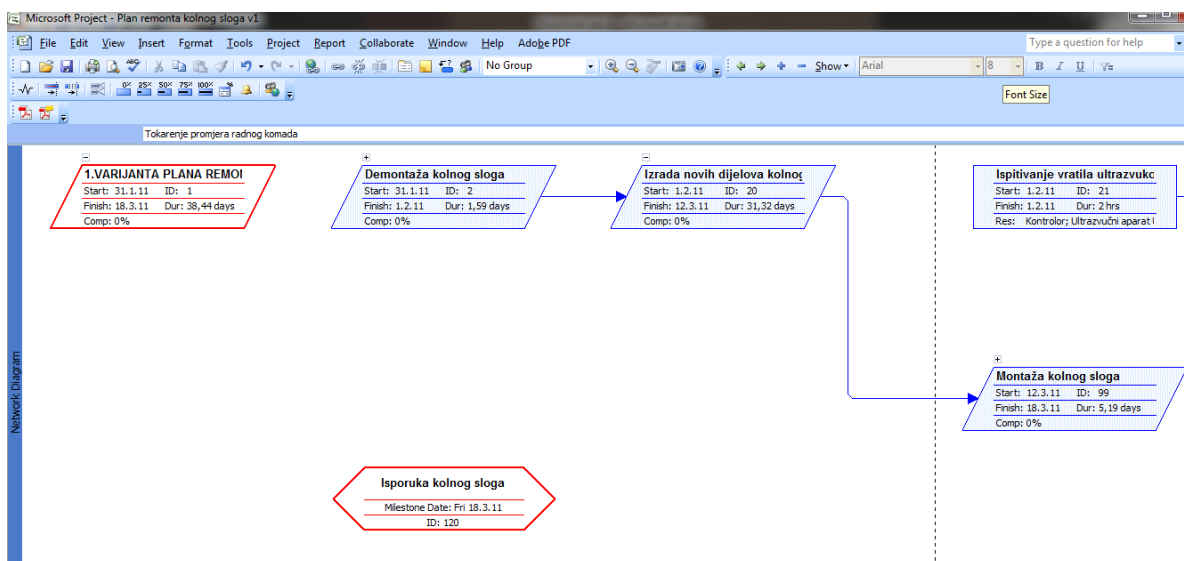 Microsoft Project - Plan remonta kolnog sloga v1
File Edit View Insert Format Tools Project Report Collaborate Window Help Adobe PDF
Type a question for help
No Group
Show
Arial
8
B I U
0% 25% 50% 75% 100%
Font Size
Tokarenje promjera radnog komada
Network Diagram
1.VARIJANTA PLANA REMOI
Start: 31.1.11 ID: 1
Finish: 18.3.11 Dur: 38,44 days
Comp: 0%
Demontaža kolnog sloga
Start: 31.1.11 ID: 2
Finish: 1.2.11 Dur: 1,59 days
Comp: 0%
Izrada novih dijelova kolnog
Start: 1.2.11 ID: 20
Finish: 12.3.11 Dur: 31,32 days
Comp: 0%
Ispitivanje vratila ultrazvukc
Start: 1.2.11 ID: 21
Finish: 1.2.11 Dur: 2 hrs
Res: Kontrolor; Ultrazvučni aparat
Montaža kolnog sloga
Start: 12.3.11 ID: 99
Finish: 18.3.11 Dur: 5,19 days
Comp: 0%
Isporuka kolnog sloga
Milestone Date: Fri 18.3.11
ID: 120